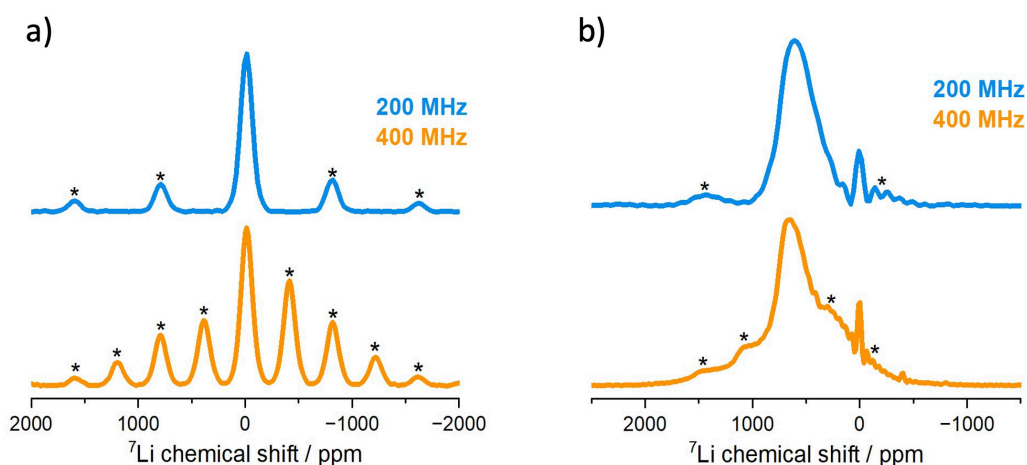 a)
200 MHz
400 MHz
* * * *
* * * * * * * *
2000 1000 0 −1000 −2000
⁷Li chemical shift / ppm
b)
200 MHz
400 MHz
* *
* * * *
2000 1000 0 −1000
⁷Li chemical shift / ppm